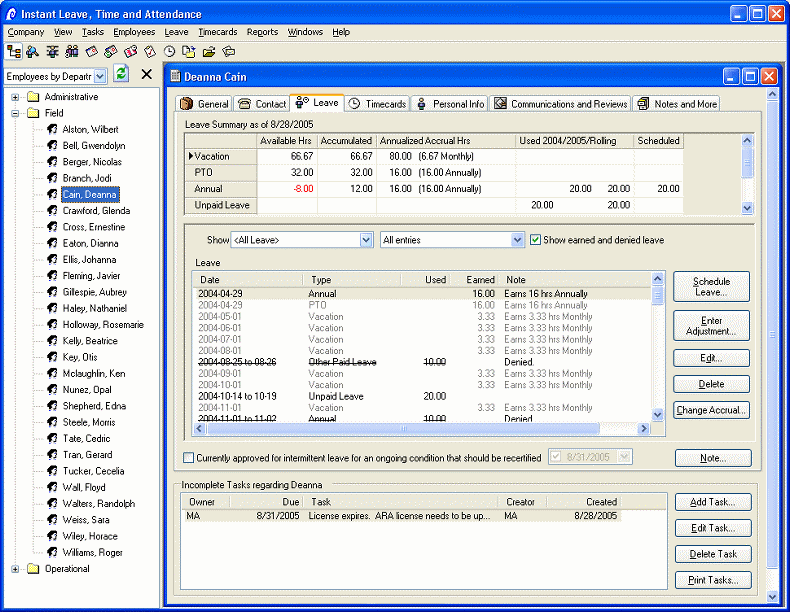 Instant Leave, Time and Attendance
Company View Tasks Employees Leave Timecards Reports Windows Help
Employees by Departr
Administrative
Field
Alston, Wilbert
Bell, Gwendolyn
Berger, Nicolas
Branch, Jodi
Cain, Deanna
Crawford, Glenda
Cross, Ernestine
Eaton, Dianna
Ellis, Johanna
Fleming, Javier
Gillespie, Aubrey
Haley, Nathaniel
Holloway, Rosemarie
Kelly, Beatrice
Key, Otis
Mclaughlin, Ken
Nunez, Opal
Shepherd, Edna
Steele, Morris
Tate, Cedric
Tran, Gerard
Tucker, Cecelia
Wall, Floyd
Walters, Randolph
Weiss, Sara
Wiley, Horace
Williams, Roger
Operational
Deanna Cain
General Contact Leave Timecards Personal Info Communications and Reviews Notes and More
Leave Summary as of 8/28/2005
Available Hrs Accumulated Annualized Accrual Hrs Used 2004/2005/Rolling Scheduled
Vacation 66.67 66.67 80.00 (6.67 Monthly)
PTO 32.00 32.00 16.00 (16.00 Annually)
Annual -8.00 12.00 16.00 (16.00 Annually) 20.00 20.00 20.00
Unpaid Leave 20.00 20.00
Show <All Leave> All entries Show earned and denied leave
Leave
Date Type Used Earned Note
2004-04-29 Annual 16.00 Earns 16 hrs Annually
2004-04-29 PTO 16.00 Earns 16 hrs Annually
2004-05-01 Vacation 3.33 Earns 3.33 hrs Monthly
2004-06-01 Vacation 3.33 Earns 3.33 hrs Monthly
2004-07-01 Vacation 3.33 Earns 3.33 hrs Monthly
2004-08-01 Vacation 3.33 Earns 3.33 hrs Monthly
2004-08-25 to 08-26 Other Paid Leave 10.00 Denied.
2004-09-01 Vacation 3.33 Earns 3.33 hrs Monthly
2004-10-01 Vacation 3.33 Earns 3.33 hrs Monthly
2004-10-14 to 10-19 Unpaid Leave 20.00
2004-11-01 Vacation 3.33 Earns 3.33 hrs Monthly
2004-11-01 to 11-02 Annual 10.00 Denied.
Schedule
Leave...
Enter
Adjustment...
Edit...
Delete
Change Accrual...
Currently approved for intermittent leave for an ongoing condition that should be recertified 8/31/2005
Note...
Incomplete Tasks regarding Deanna
Owner Due Task Creator Created
MA 8/31/2005 License expires. ARA license needs to be up... MA 8/28/2005
Add Task...
Edit Task...
Delete Task
Print Tasks...